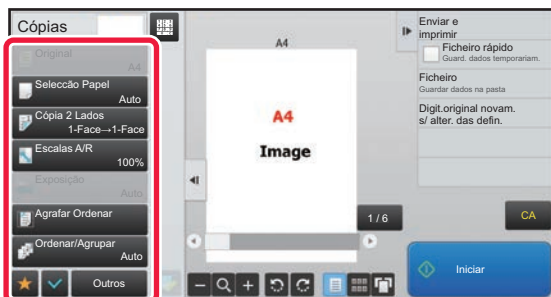 Cópias
Original
A4
Selecção Papel
Auto
Cópia 2 Lados
1-Face→1-Face
Escalas A/R
100%
Exposição
Auto
Agrafar Ordenar
Ordenar/Agrupar
Auto
Outros
A4
A4
Image
1 / 6
Enviar e
imprimir
Ficheiro rápido
Guard. dados temporariam.
Ficheiro
Guardar dados na pasta
Digit.original novam.
s/ alter. das defin.
CA
Iniciar